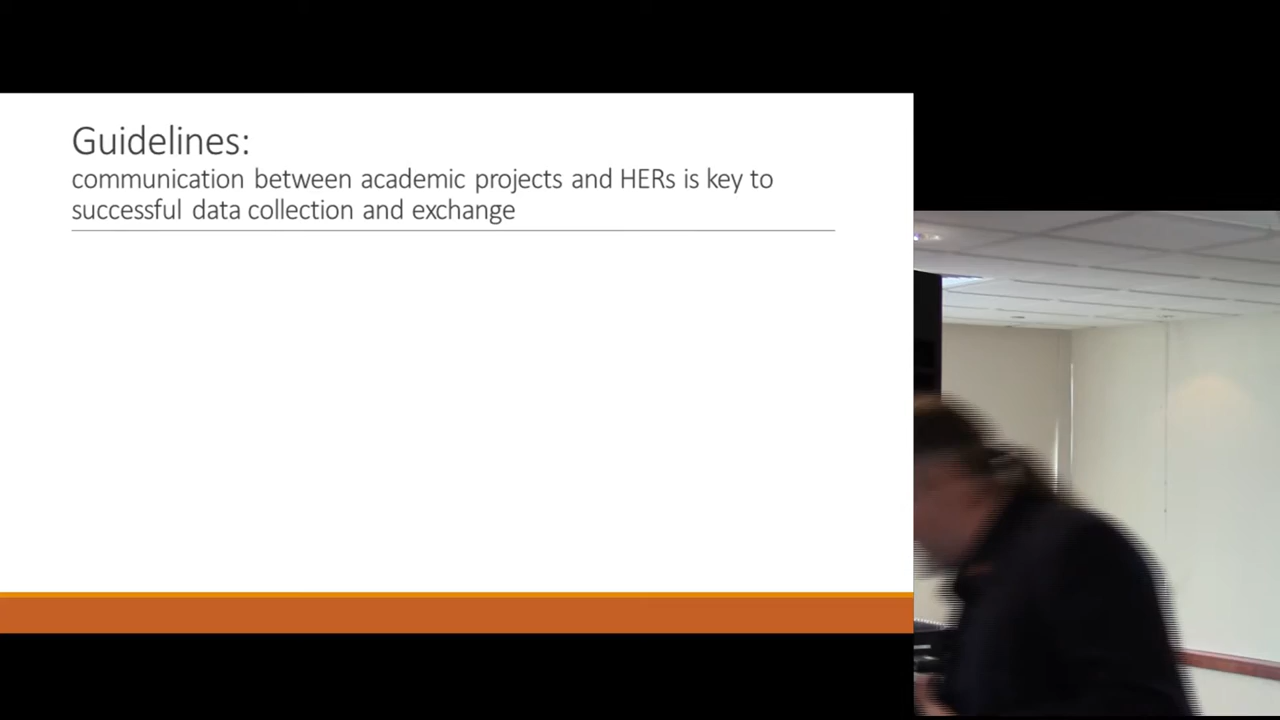 Guidelines:
communication between academic projects and HERs is key to
successful data collection and exchange